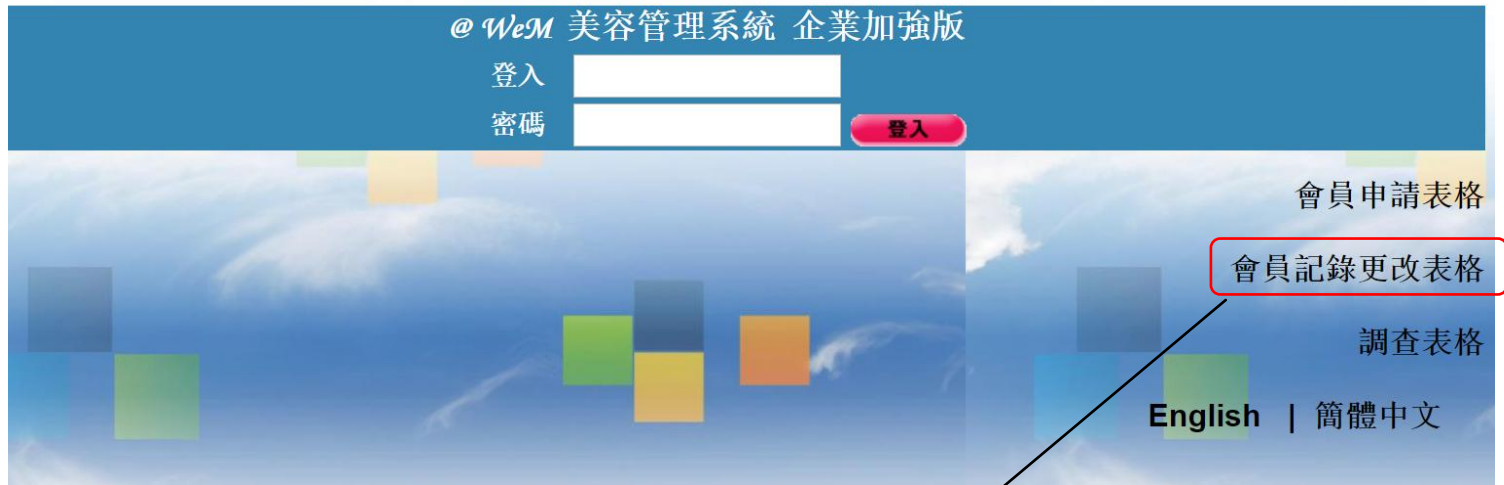 @ WeM 美容管理系統 企業加強版
登入
密碼
登入
會員申請表格
會員記錄更改表格
調查表格
English | 簡體中文